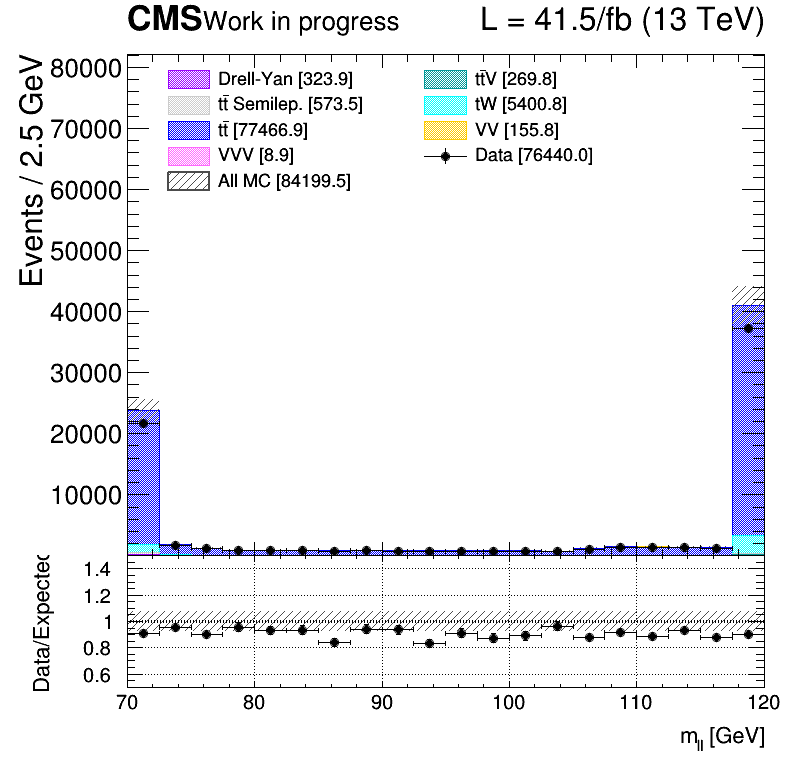 CMS Work in progress L = 41.5/fb (13 TeV)
Events / 2.5 GeV
80000
70000
60000
50000
40000
30000
20000
10000
Drell-Yan [323.9]
tt̄ Semilep. [573.5]
tt̄ [77466.9]
VVV [8.9]
All MC [84199.5]
tt̄V [269.8]
tW [5400.8]
VV [155.8]
Data [76440.0]
Data/Expected
1.4
1.2
1
0.8
0.6
70 80 90 100 110 120
m_ll [GeV]